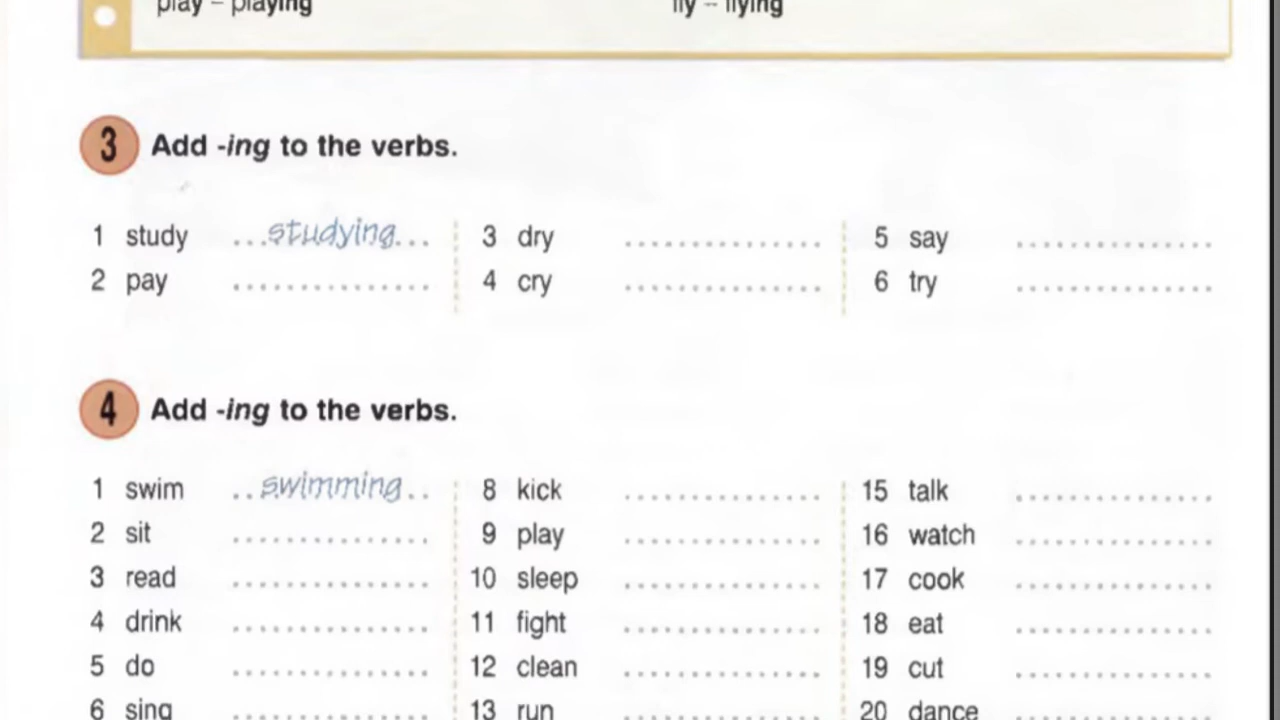 play – playing fly – flying
3 Add -ing to the verbs.
1 study ...studying... 3 dry .............. 5 say ..............
2 pay .............. 4 cry .............. 6 try ..............
4 Add -ing to the verbs.
1 swim ..swimming.. 8 kick .............. 15 talk ..............
2 sit .............. 9 play .............. 16 watch ..............
3 read .............. 10 sleep .............. 17 cook ..............
4 drink .............. 11 fight .............. 18 eat ..............
5 do .............. 12 clean .............. 19 cut ..............
6 sing .............. 13 run .............. 20 dance ..............